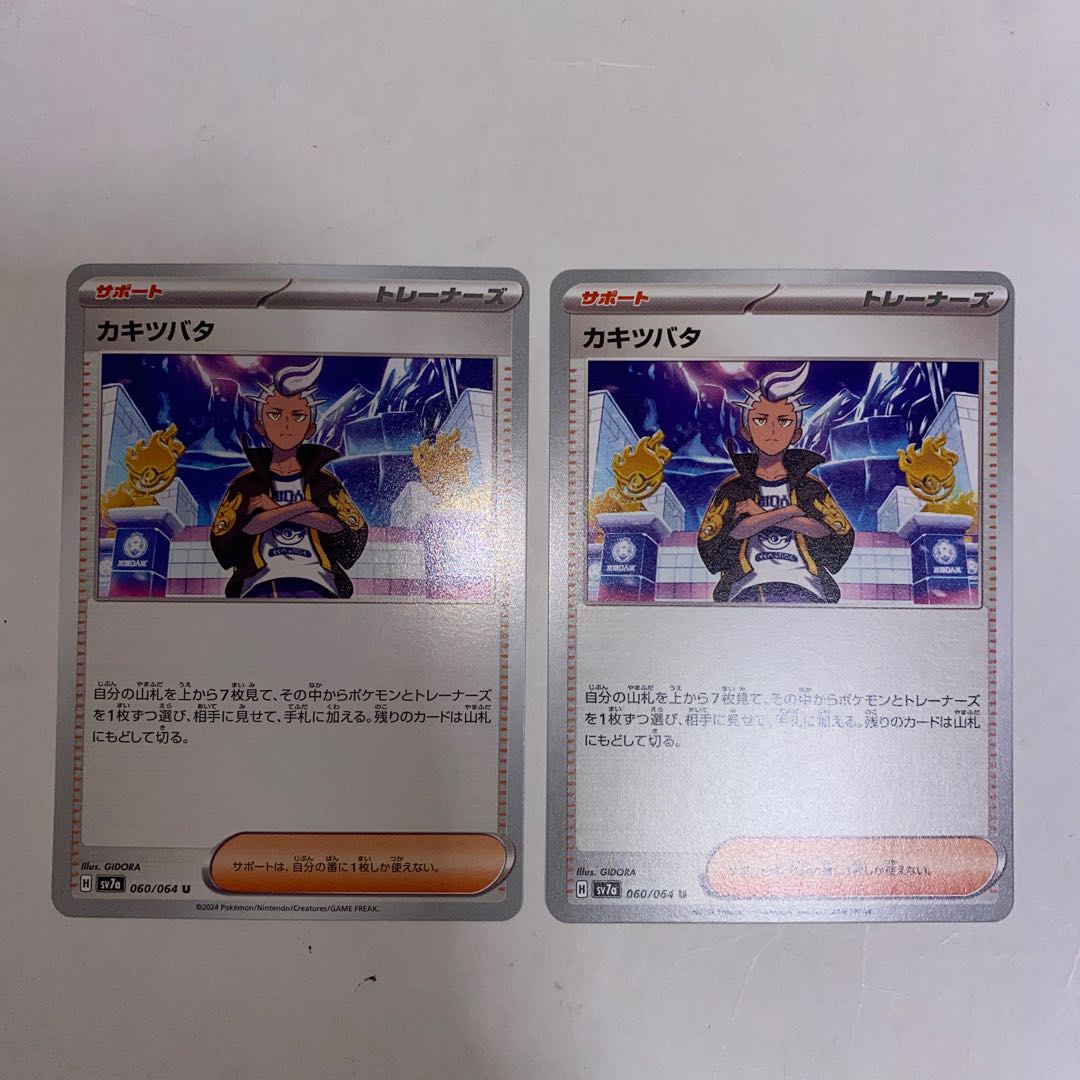 サポート トレーナーズ
カキツバタ
自分の山札を上から7枚見て、その中からポケモンとトレーナーズ
を1枚ずつ選び、相手に見せて、手札に加える。残りのカードは山札
にもどして切る。
Illus. GIDORA
サポートは、自分の番に1枚しか使えない。
H sv7a 060/064 U
©2024 Pokémon/Nintendo/Creatures/GAME FREAK.
サポート トレーナーズ
カキツバタ
自分の山札を上から7枚見て、その中からポケモンとトレーナーズ
を1枚ずつ選び、相手に見せて、手札に加える。残りのカードは山札
にもどして切る。
Illus. GIDORA
1枚しか使えない。
H sv7a 060/064 U
GAME FREAK.